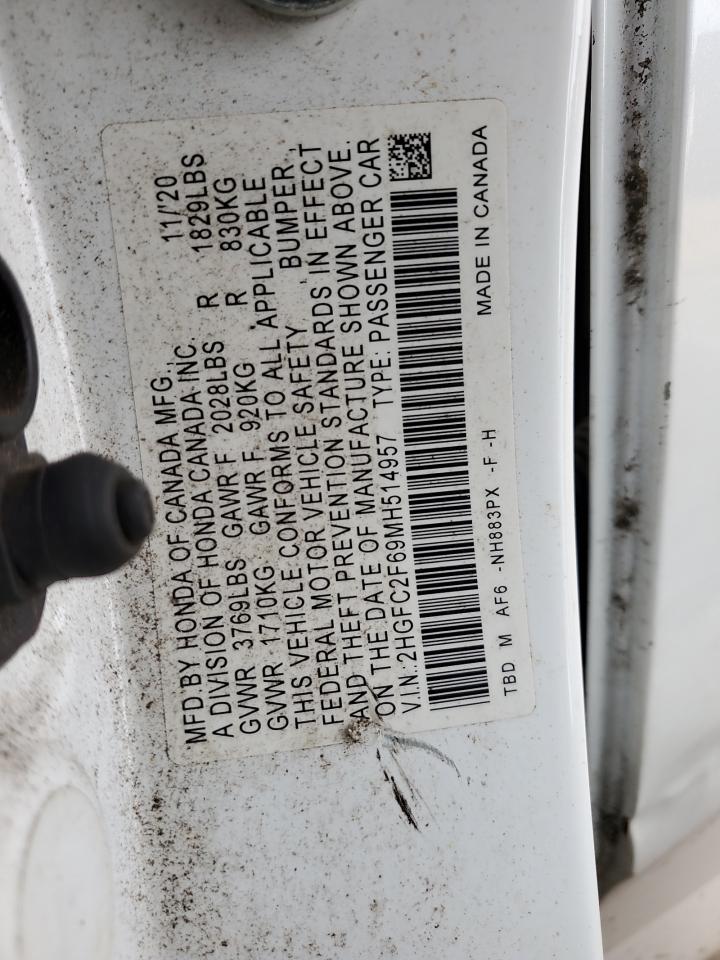 MFD.BY HONDA OF CANADA MFG., 11/20
A DIVISION OF HONDA CANADA INC.
GVWR 3769LBS GAWR F 2028LBS R 1829LBS
GVWR 1710KG GAWR F 920KG R 830KG
THIS VEHICLE CONFORMS TO ALL APPLICABLE
FEDERAL MOTOR VEHICLE SAFETY, BUMPER,
AND THEFT PREVENTION STANDARDS IN EFFECT
ON THE DATE OF MANUFACTURE SHOWN ABOVE.
V.I.N.:2HGFC2F69MH514957 TYPE: PASSENGER CAR
TBD M AF6 -NH883PX -F -H MADE IN CANADA